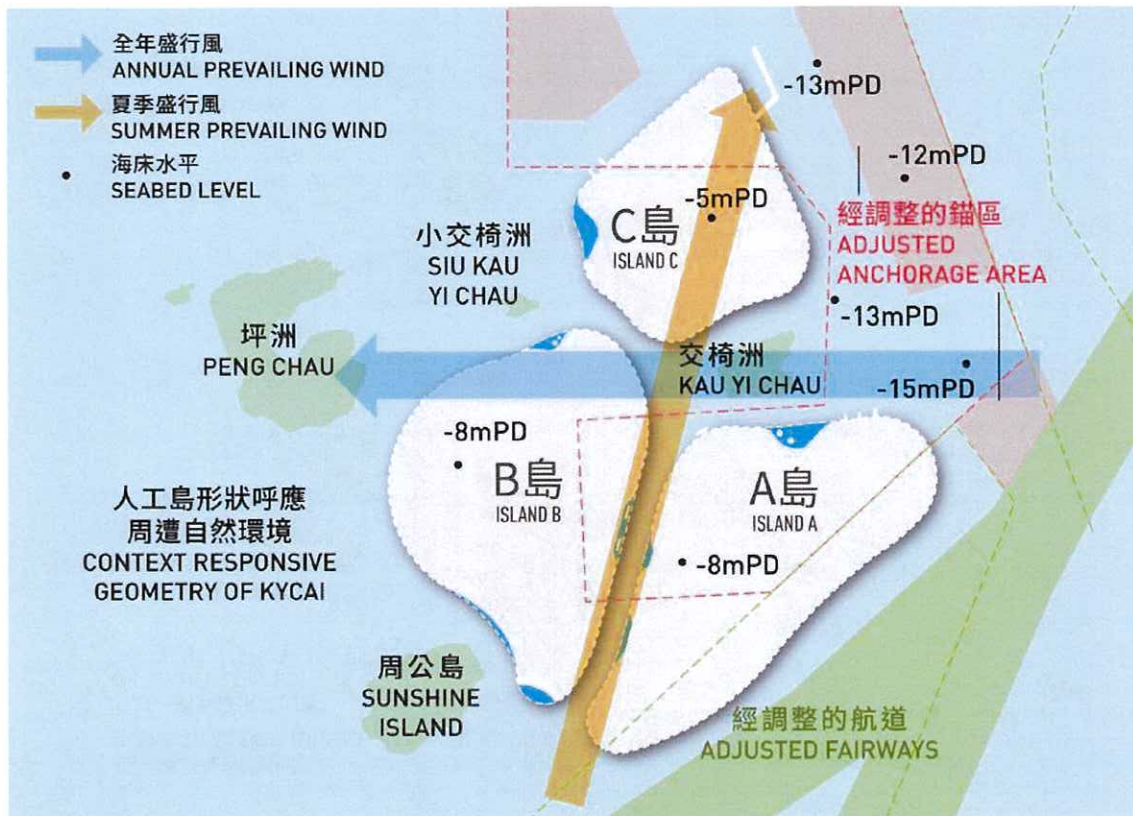 全年盛行風
ANNUAL PREVAILING WIND
夏季盛行風
SUMMER PREVAILING WIND
海床水平
SEABED LEVEL
-13mPD
-12mPD
-5mPD
C島
ISLAND C
經調整的錨區
ADJUSTED
ANCHORAGE AREA
小交椅洲
SIU KAU
YI CHAU
-13mPD
坪洲
PENG CHAU
交椅洲
KAU YI CHAU
-15mPD
-8mPD
B島
ISLAND B
A島
ISLAND A
-8mPD
人工島形狀呼應
周遭自然環境
CONTEXT RESPONSIVE
GEOMETRY OF KYCAI
周公島
SUNSHINE
ISLAND
經調整的航道
ADJUSTED FAIRWAYS